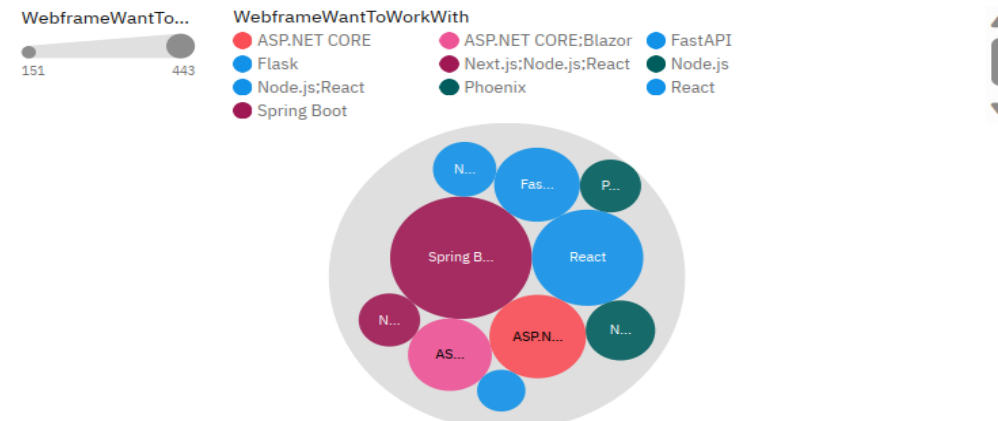 WebframeWantTo...
151 443
WebframeWantToWorkWith
ASP.NET CORE ASP.NET CORE;Blazor FastAPI
Flask Next.js;Node.js;React Node.js
Node.js;React Phoenix React
Spring Boot
N...
Fas...
P...
Spring B...
React
N...
N...
ASP.N...
AS...